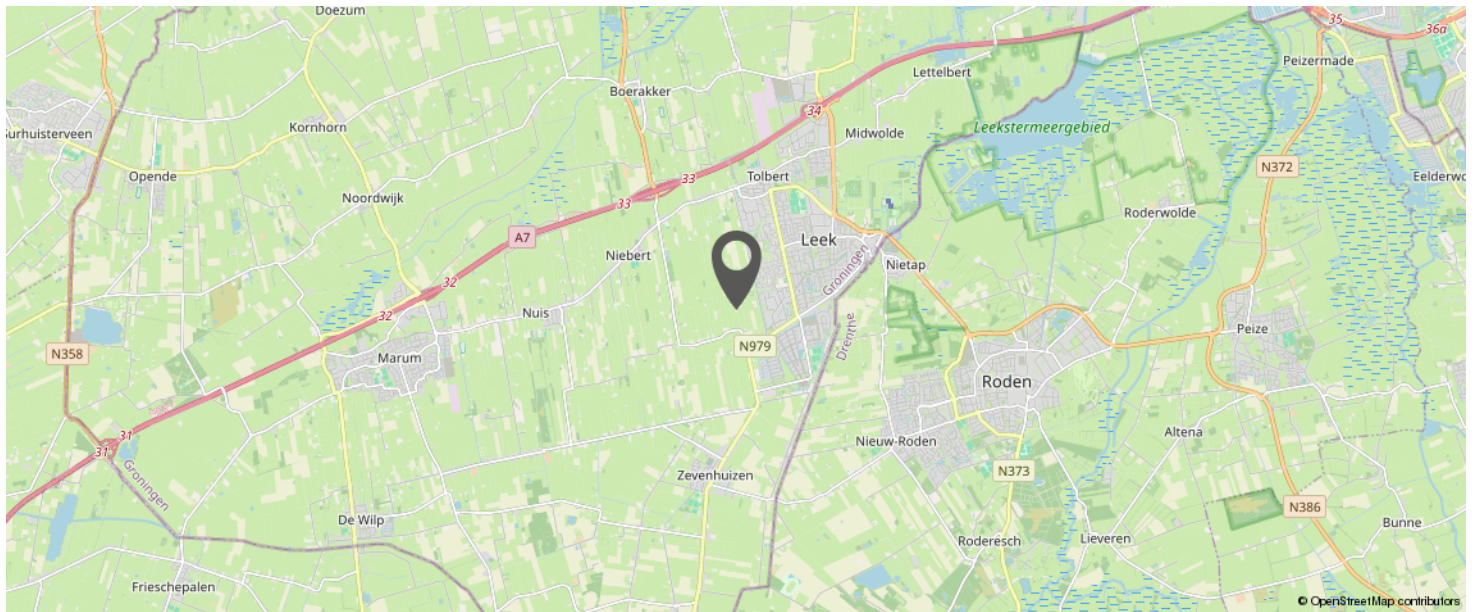 Doezum
35
36a
Peizermade
Lettelbert
Boerakker
34
Kornhorn
Midwolde
Leekstermeergebied
Surhuisterveen
N372
Opende
Tolbert
33
Eelderwo
Noordwijk
33
Roderwolde
A7
Leek
Niebert
Nietap
Groningen
32
32
Nuis
Peize
Drenthe
N979
N358
Marum
Roden
31
Altena
31
Nieuw-Roden
Groningen
N373
Zevenhuizen
N386
De Wilp
Bunne
Roderesch
Lieveren
Frieschepalen
© OpenStreetMap contributors